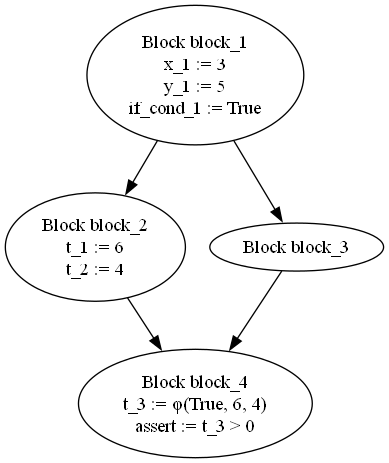 Block block_1
x_1 := 3
y_1 := 5
if_cond_1 := True
Block block_2
t_1 := 6
t_2 := 4
Block block_3
Block block_4
t_3 := φ(True, 6, 4)
assert := t_3 > 0